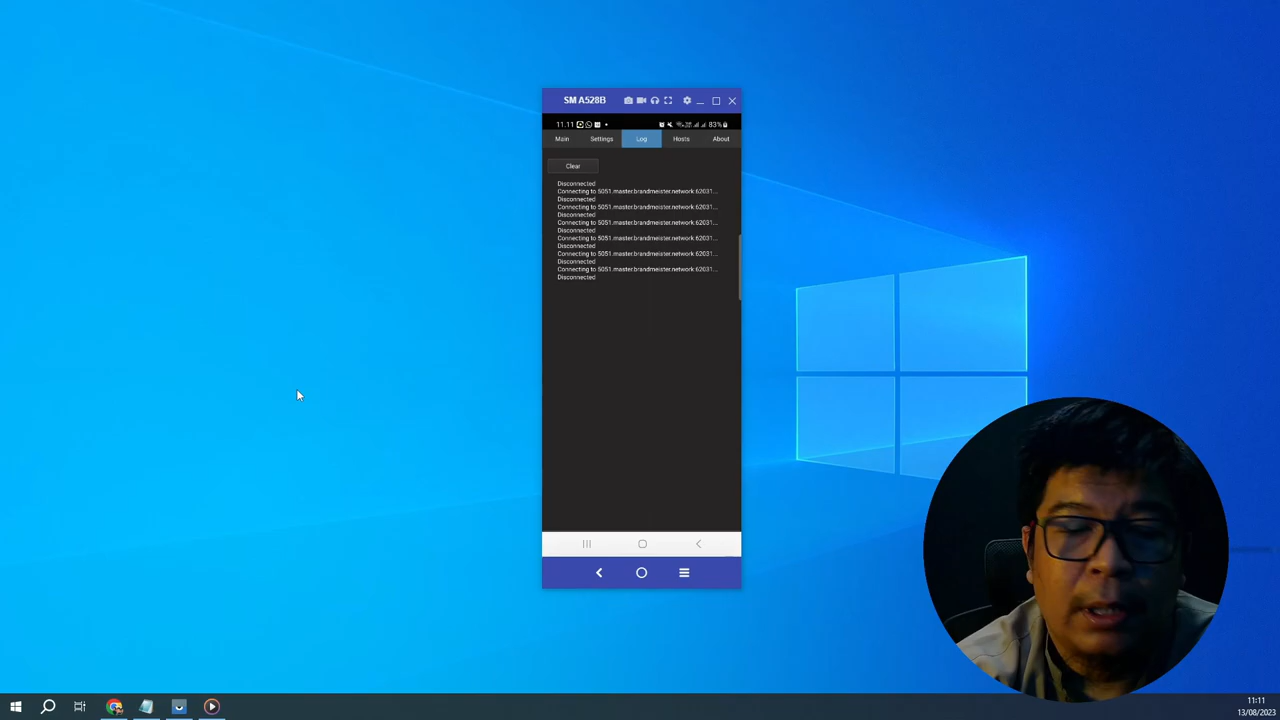 SM A528B
11.11
83%
Main Settings Log Hosts About
Clear
Disconnected
Connecting to 5051.master.brandmeister.network:62031...
Disconnected
Connecting to 5051.master.brandmeister.network:62031...
Disconnected
Connecting to 5051.master.brandmeister.network:62031...
Disconnected
Connecting to 5051.master.brandmeister.network:62031...
Disconnected
Connecting to 5051.master.brandmeister.network:62031...
Disconnected
Connecting to 5051.master.brandmeister.network:62031...
Disconnected
11:11
13/08/2023